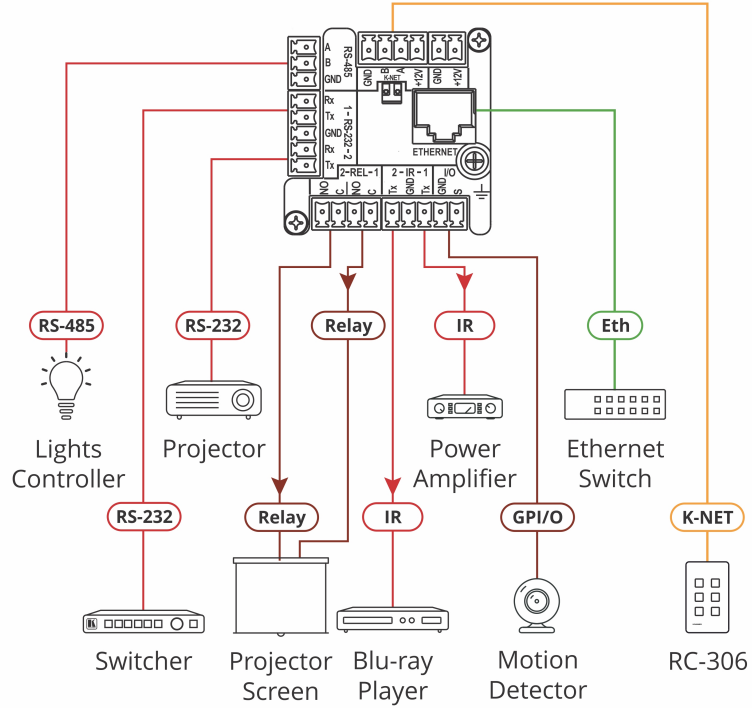 A
B
GND
RS-485
Rx
Tx
GND
Rx
Tx
1 - RS-232 - 2
GND
B
A
+12V
K-NET
GND
+12V
ETHERNET
2-REL-1
2 - IR - 1
I/O
NO
C
NO
C
Tx
GND
Tx
GND
S
RS-485
RS-232
Relay
IR
Eth
Lights
Controller
Projector
Power
Amplifier
Ethernet
Switch
RS-232
Relay
IR
GPI/O
K-NET
Switcher
Projector
Screen
Blu-ray
Player
Motion
Detector
RC-306